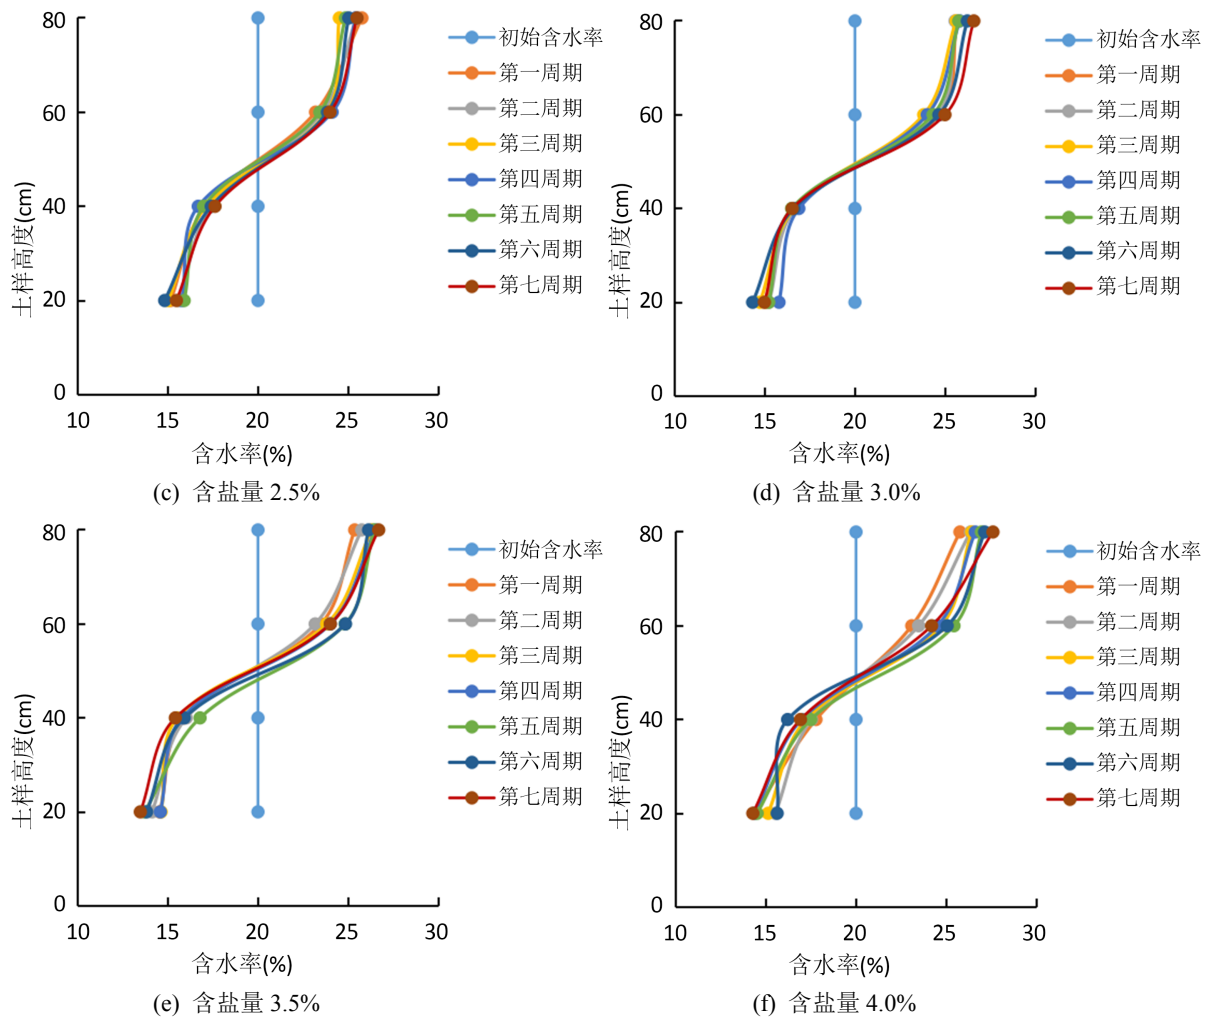 80
60
40
20
0
土样高度(cm)
10 15 20 25 30
含水率(%)
初始含水率
第一周期
第二周期
第三周期
第四周期
第五周期
第六周期
第七周期
(c) 含盐量 2.5%
80
60
40
20
0
土样高度(cm)
10 15 20 25 30
含水率(%)
初始含水率
第一周期
第二周期
第三周期
第四周期
第五周期
第六周期
第七周期
(d) 含盐量 3.0%
80
60
40
20
0
土样高度(cm)
10 15 20 25 30
含水率(%)
初始含水率
第一周期
第二周期
第三周期
第四周期
第五周期
第六周期
第七周期
(e) 含盐量 3.5%
80
60
40
20
0
土样高度(cm)
10 15 20 25 30
含水率(%)
初始含水率
第一周期
第二周期
第三周期
第四周期
第五周期
第六周期
第七周期
(f) 含盐量 4.0%